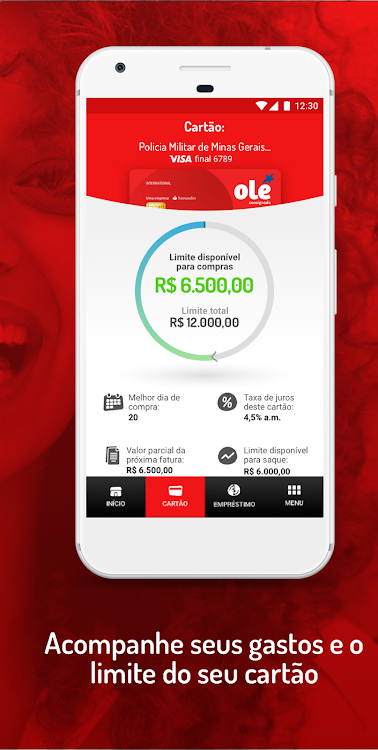 12:30
Cartão:
Policia Militar de Minas Gerais...
VISA final 6789
INTERNATIONAL
olé
consignado
Uma empresa Santander
Limite disponível
para compras
R$ 6.500,00
Limite total
R$ 12.000,00
Melhor dia de
compra:
20
Taxa de juros
deste cartão:
4,5% a.m.
Valor parcial da
próxima fatura:
R$ 6.500,00
Limite disponível
para saque:
R$ 6.000,00
INÍCIO
CARTÃO
EMPRÉSTIMO
MENU
Acompanhe seus gastos e o
limite do seu cartão